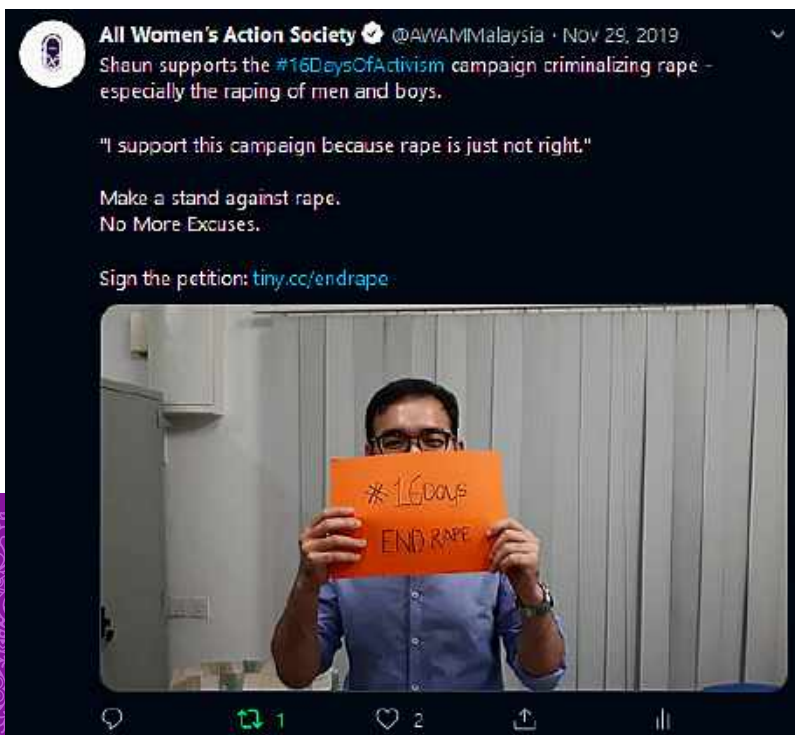 All Women's Action Society @AWAMMalaysia · Nov 29, 2019
Shaun supports the #16DaysOfActivism campaign criminalizing rape -
especially the raping of men and boys.
"I support this campaign because rape is just not right."
Make a stand against rape.
No More Excuses.
Sign the petition: tiny.cc/endrape
#16Days
END RAPE
1
2